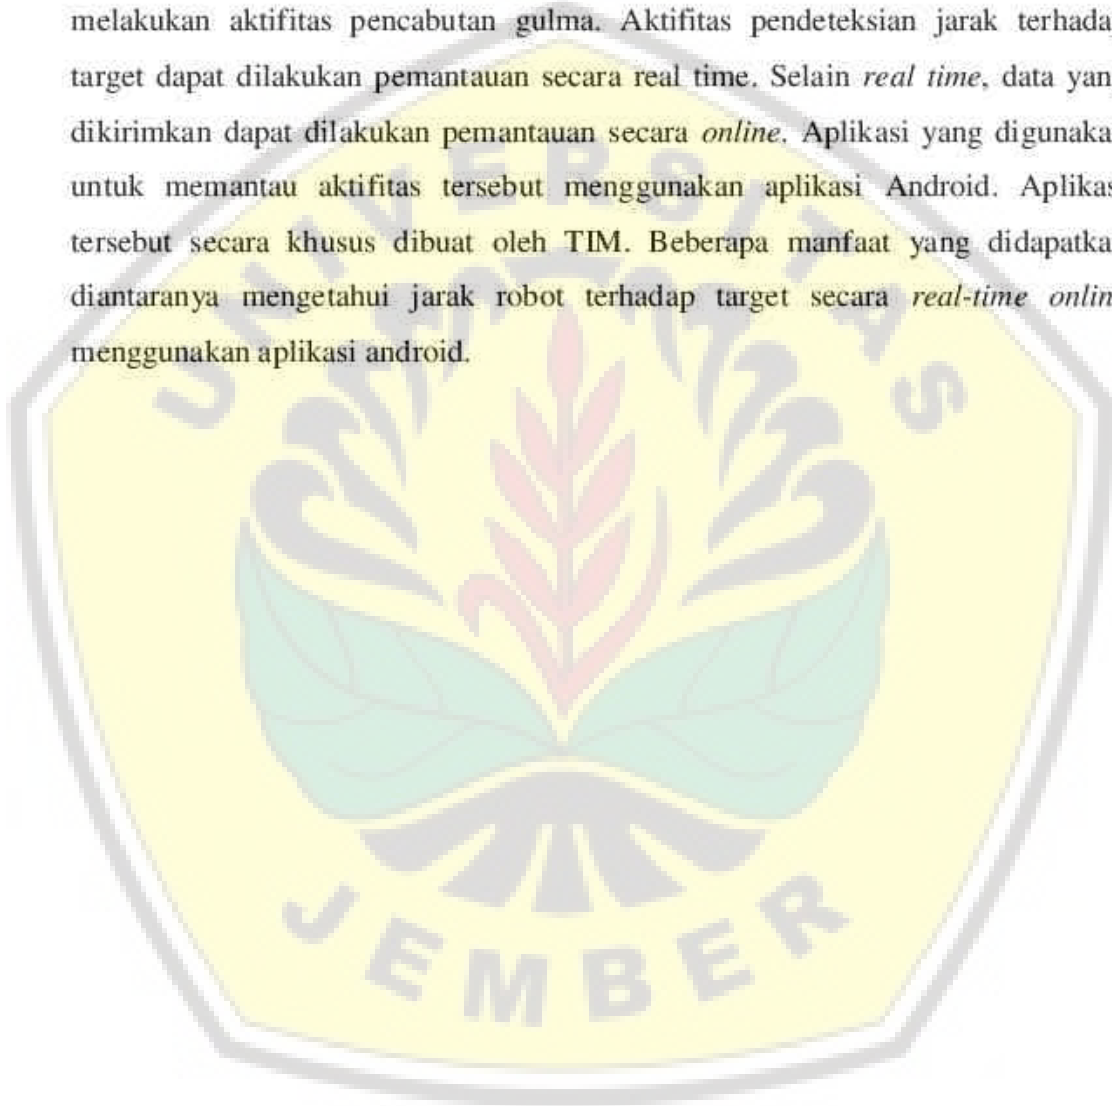 melakukan aktifitas pencabutan gulma. Aktifitas pendeteksian jarak terhada
target dapat dilakukan pemantauan secara real time. Selain real time, data yan
dikirimkan dapat dilakukan pemantauan secara online. Aplikasi yang digunaka
untuk memantau aktifitas tersebut menggunakan aplikasi Android. Aplikas
tersebut secara khusus dibuat oleh TIM. Beberapa manfaat yang didapatka
diantaranya mengetahui jarak robot terhadap target secara real-time onlin
menggunakan aplikasi android.
UNIVERSITAS
JEMBER